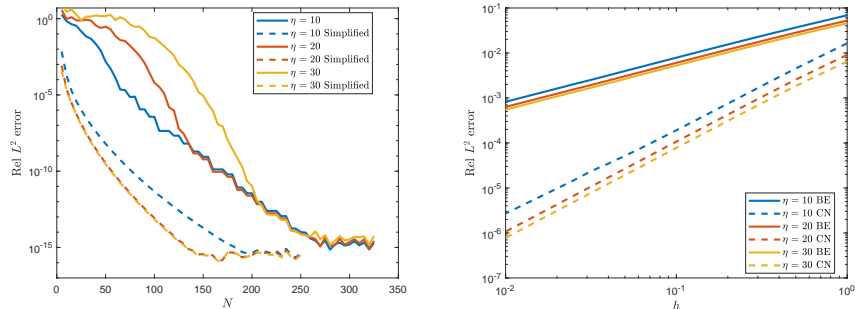 10^0
10^-5
10^-10
10^-15
Rel L^2 error
0 50 100 150 200 250 300 350
N
η = 10
η = 10 Simplified
η = 20
η = 20 Simplified
η = 30
η = 30 Simplified
10^-1
10^-2
10^-3
10^-4
10^-5
10^-6
10^-7
Rel L^2 error
10^-2 10^-1 10^0
h
η = 10 BE
η = 10 CN
η = 20 BE
η = 20 CN
η = 30 BE
η = 30 CN